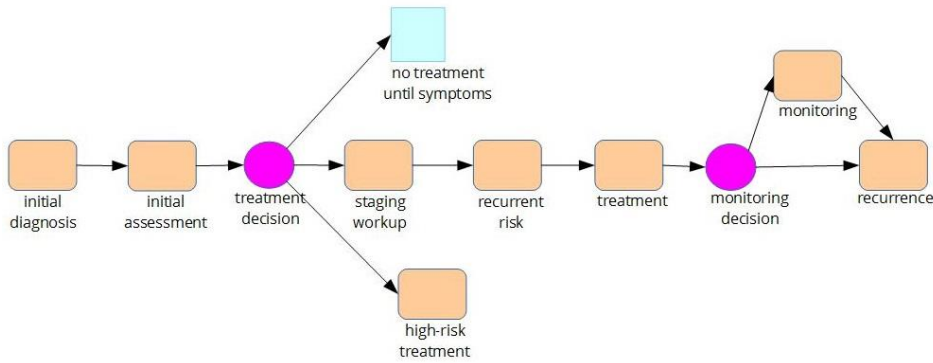 no treatment
until symptoms
monitoring
initial
diagnosis
initial
assessment
treatment
decision
staging
workup
recurrent
risk
treatment
monitoring
decision
recurrence
high-risk
treatment